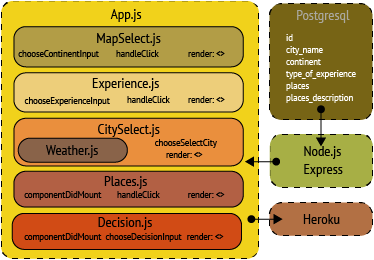 App.js
MapSelect.js
chooseContinentInput handleClick render: <>
Experience.js
chooseExperienceInput handleClick render: <>
CitySelect.js
Weather.js
chooseSelectCity
render: <>
Places.js
componentDidMount handleClick render: <>
Decision.js
componentDidMount chooseDecisionInput render: <>
Postgresql
id
city_name
continent
type_of_experience
places
places_description
Node.js
Express
Heroku